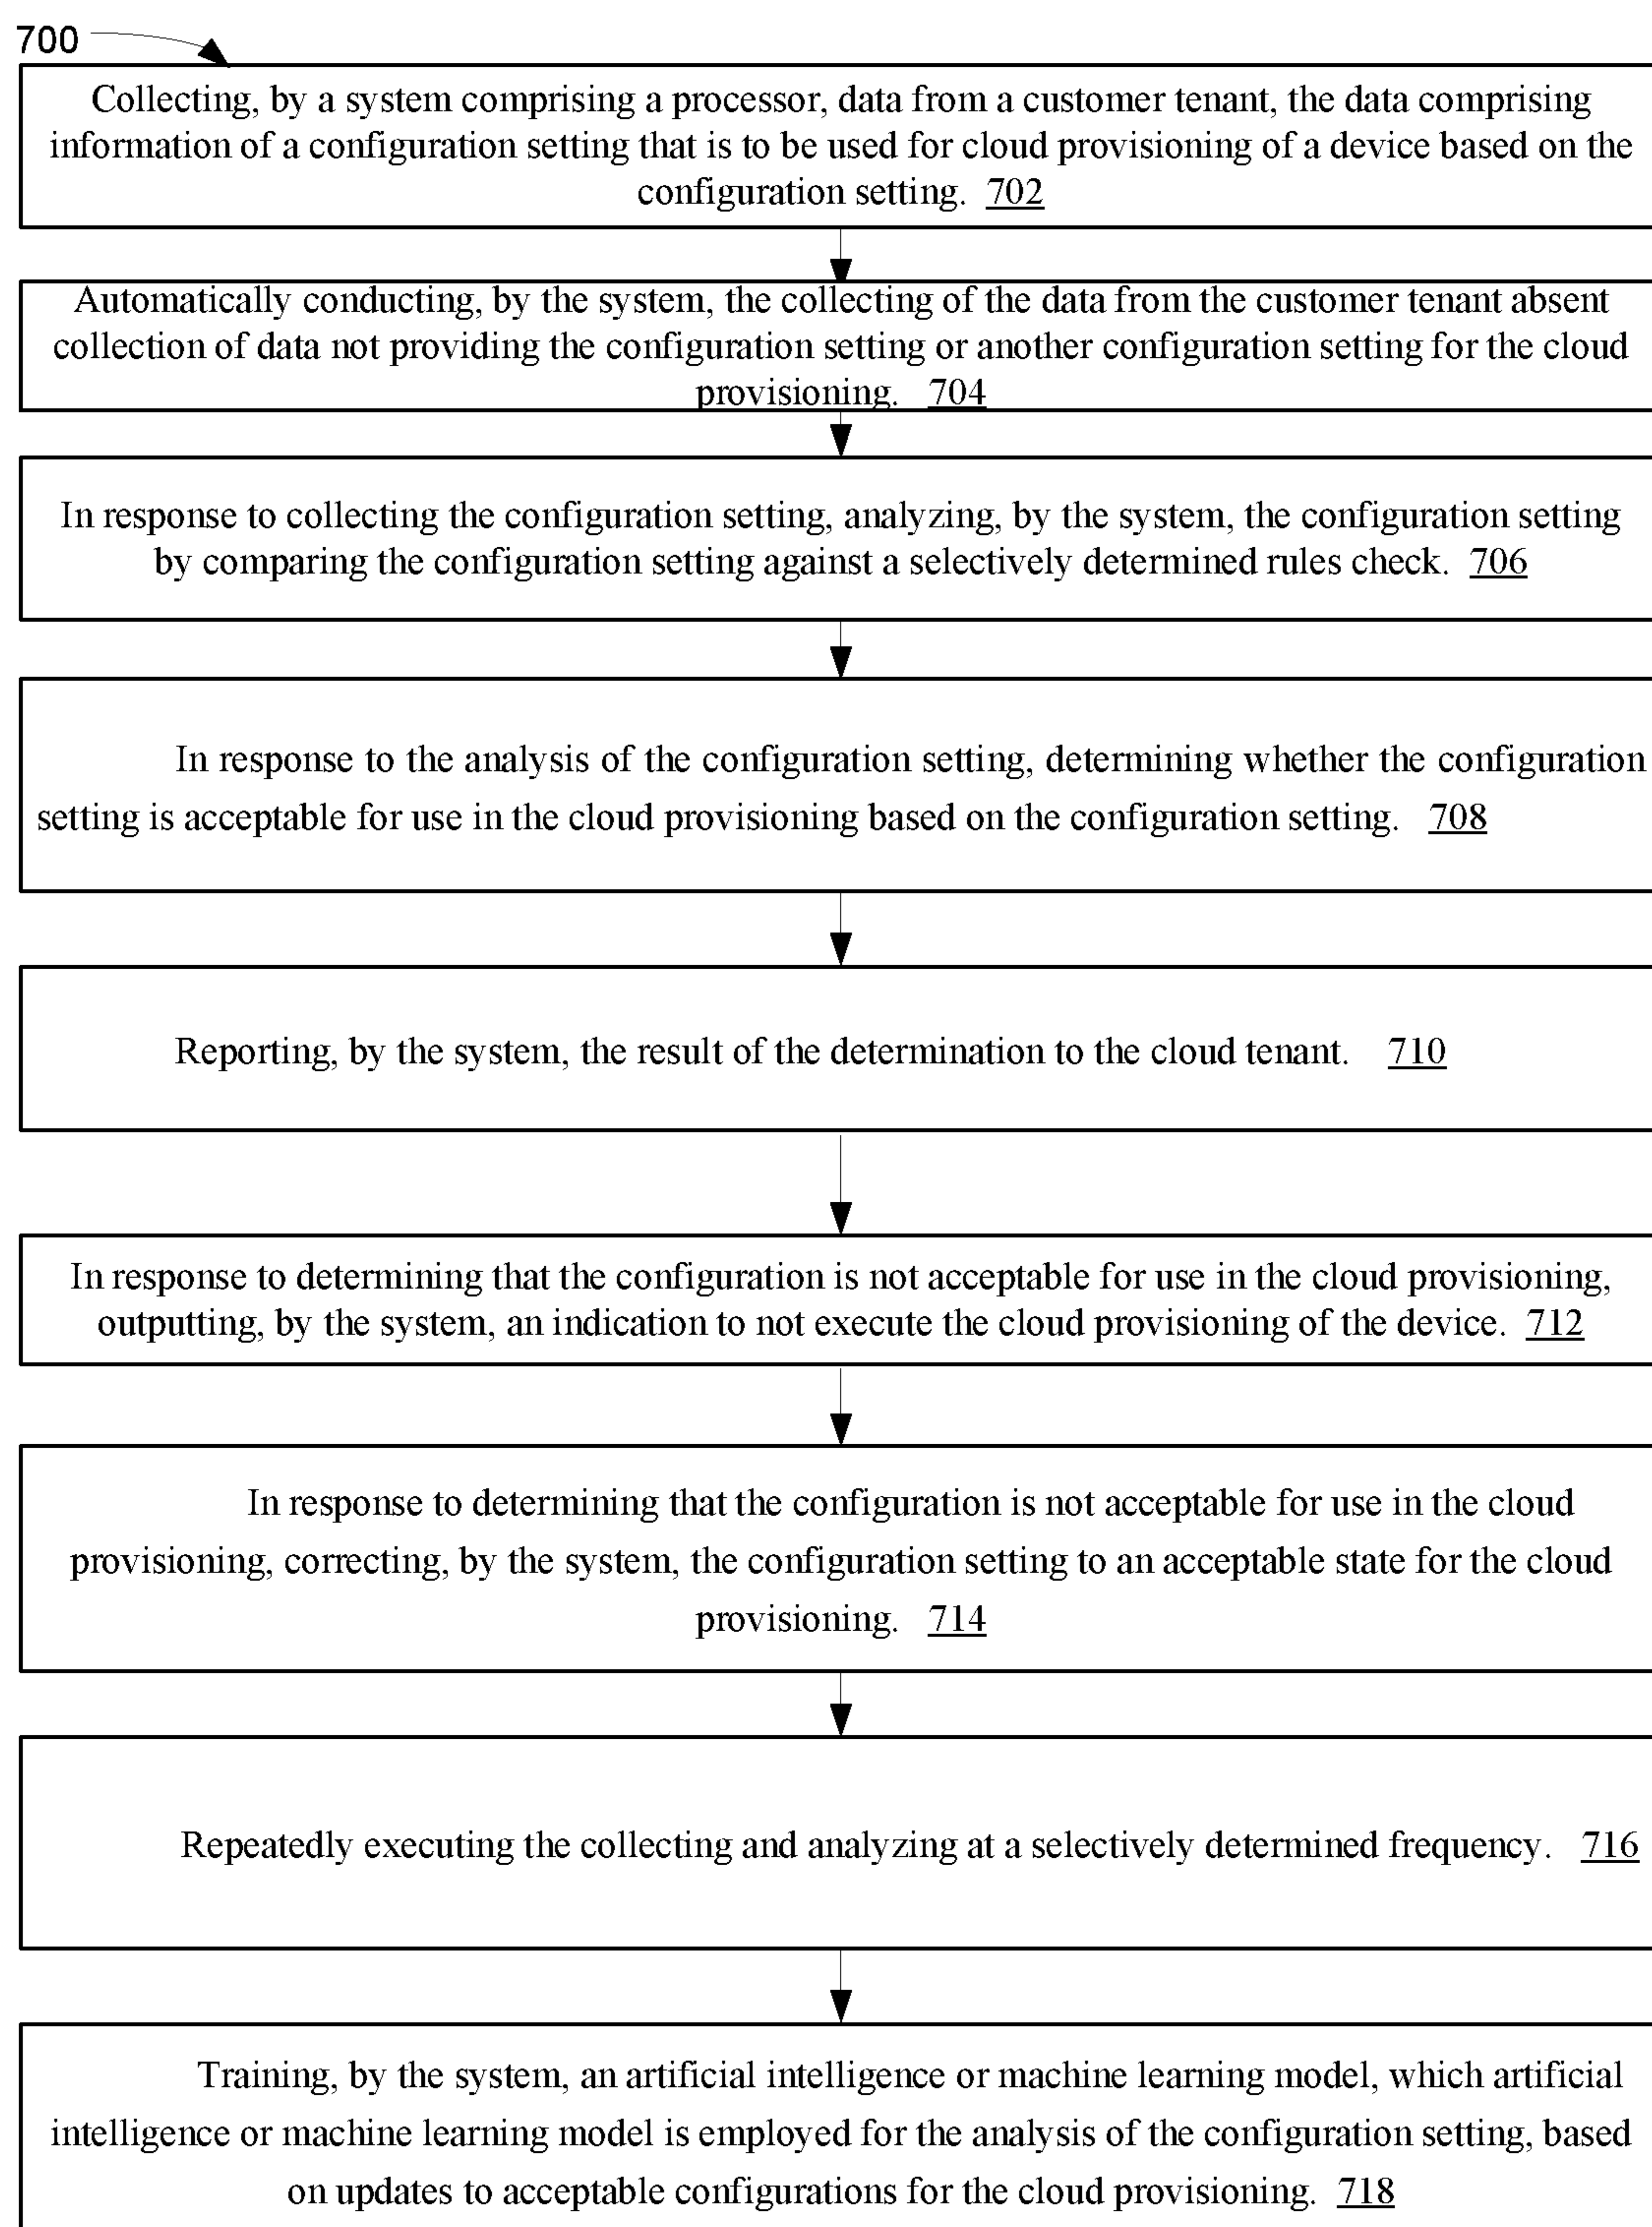 700
Collecting, by a system comprising a processor, data from a customer tenant, the data comprising
information of a configuration setting that is to be used for cloud provisioning of a device based on the
configuration setting. 702
Automatically conducting, by the system, the collecting of the data from the customer tenant absent
collection of data not providing the configuration setting or another configuration setting for the cloud
provisioning. 704
In response to collecting the configuration setting, analyzing, by the system, the configuration setting
by comparing the configuration setting against a selectively determined rules check. 706
In response to the analysis of the configuration setting, determining whether the configuration
setting is acceptable for use in the cloud provisioning based on the configuration setting. 708
Reporting, by the system, the result of the determination to the cloud tenant. 710
In response to determining that the configuration is not acceptable for use in the cloud provisioning,
outputting, by the system, an indication to not execute the cloud provisioning of the device. 712
In response to determining that the configuration is not acceptable for use in the cloud
provisioning, correcting, by the system, the configuration setting to an acceptable state for the cloud
provisioning. 714
Repeatedly executing the collecting and analyzing at a selectively determined frequency. 716
Training, by the system, an artificial intelligence or machine learning model, which artificial
intelligence or machine learning model is employed for the analysis of the configuration setting, based
on updates to acceptable configurations for the cloud provisioning. 718